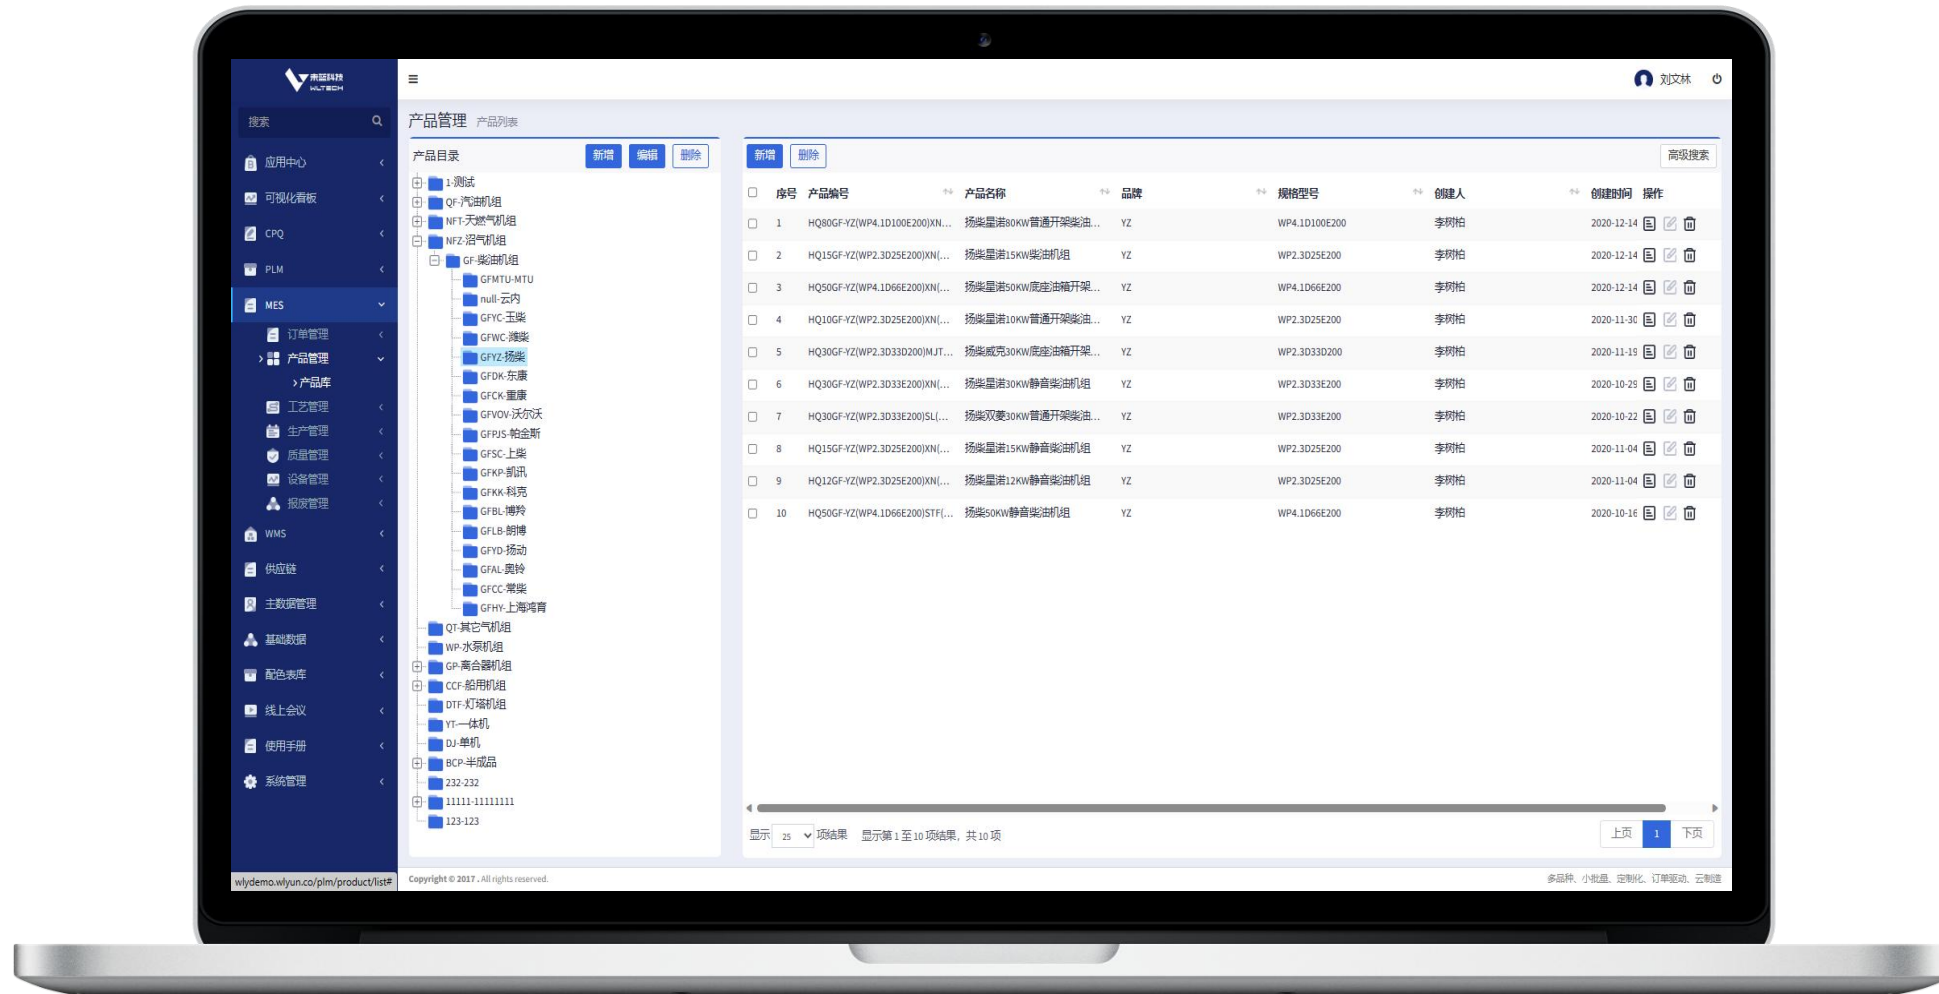 未蓝科技
WLTECH
刘文林
搜索
产品管理 产品列表
应用中心
可视化看板
CPQ
PLM
MES
订单管理
产品管理
产品库
工艺管理
生产管理
质量管理
设备管理
报废管理
WMS
供应链
主数据管理
基础数据
配色表库
线上会议
使用手册
系统管理
wlydemo.wlyun.co/plm/product/list#
产品目录 新增 编辑 删除
1-测试
QF-汽油机组
NFT-天燃气机组
NFZ-沼气机组
GF-柴油机组
GFMTU-MTU
null-云内
GFYC-玉柴
GFWC-潍柴
GFYZ-扬柴
GFDK-东康
GFCK-重康
GFVOV-沃尔沃
GFPJS-帕金斯
GFSC-上柴
GFKP-凯讯
GFKK-科克
GFBL-博羚
GFLB-朗博
GFYD-扬动
GFAL-奥铃
GFCC-常柴
GFHY-上海鸿育
QT-其它气机组
WP-水泵机组
GP-离合器机组
CCF-船用机组
DTF-灯塔机组
YT-一体机
DJ-单机
BCP-半成品
232-232
11111-11111111
123-123
新增 删除 高级搜索
序号 产品编号 产品名称 品牌 规格型号 创建人 创建时间 操作
1 HQ80GF-YZ(WP4.1D100E200)XN... 扬柴星诺80KW普通开架柴油... YZ WP4.1D100E200 李树柏 2020-12-14
2 HQ15GF-YZ(WP2.3D25E200)XN(... 扬柴星诺15KW柴油机组 YZ WP2.3D25E200 李树柏 2020-12-14
3 HQ50GF-YZ(WP4.1D66E200)XN(... 扬柴星诺50KW底座油箱开架... YZ WP4.1D66E200 李树柏 2020-12-14
4 HQ10GF-YZ(WP2.3D25E200)XN(... 扬柴星诺10KW普通开架柴油... YZ WP2.3D25E200 李树柏 2020-11-30
5 HQ30GF-YZ(WP2.3D33D200)MJT... 扬柴威克30KW底座油箱开架... YZ WP2.3D33D200 李树柏 2020-11-19
6 HQ30GF-YZ(WP2.3D33E200)XN(... 扬柴星诺30KW静音柴油机组 YZ WP2.3D33E200 李树柏 2020-10-29
7 HQ30GF-YZ(WP2.3D33E200)SL(... 扬柴双菱30KW普通开架柴油... YZ WP2.3D33E200 李树柏 2020-10-22
8 HQ15GF-YZ(WP2.3D25E200)XN(... 扬柴星诺15KW静音柴油机组 YZ WP2.3D25E200 李树柏 2020-11-04
9 HQ12GF-YZ(WP2.3D25E200)XN(... 扬柴星诺12KW静音柴油机组 YZ WP2.3D25E200 李树柏 2020-11-04
10 HQ50GF-YZ(WP4.1D66E200)STF(... 扬柴50KW静音柴油机组 YZ WP4.1D66E200 李树柏 2020-10-16
显示 25 项结果 显示第 1 至 10 项结果，共 10 项 上页 1 下页
Copyright © 2017 . All rights reserved. 多品种、小批量、定制化、订单驱动、云制造